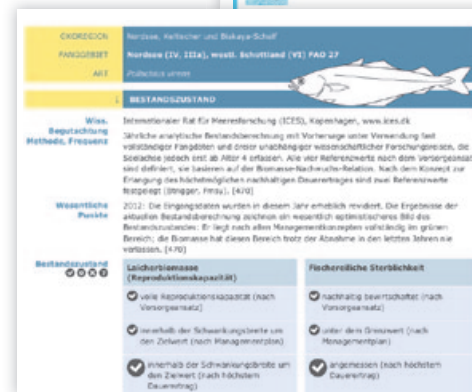 ÖKOREGION Nordsee, Keltischer und Biskaya-Schelf
FANGGEBIET Nordsee (IV, IIIa), westl. Schottland (VI) FAO 27
ART Pollachius virens
BESTANDSZUSTAND
Wiss. Begutachtung Methode, Frequenz
Internationaler Rat für Meeresforschung (ICES), Kopenhagen, www.ices.dk
Jährliche analytische Bestandsberechnung mit Vorhersage unter Verwendung fast
vollständiger Fangdaten und dreier unabhängiger wissenschaftlicher Forschungsreisen, die
Seelachse jedoch erst ab Alter 4 erfassen. Alle vier Referenzwerte nach dem Vorsorgeansatz
sind definiert, sie basieren auf der Biomasse-Nachwuchs-Relation. Nach dem Konzept zur
Erlangung des höchstmöglichen nachhaltigen Dauerertrages sind zwei Referenzwerte
festgelegt (Btrigger, Fmsy). [470]
Wesentliche Punkte
2012: Die Eingangsdaten wurden in diesem Jahr erheblich revidiert. Die Ergebnisse der
aktuellen Bestandsberechnung zeichnen ein wesentlich optimistischeres Bild des
Bestandszustandes: Er liegt nach allen Managementkonzepten vollständig im grünen
Bereich; die Biomasse hat diesen Bereich trotz der Abnahme in den letzten Jahren nie
verlassen. [470]
Bestandszustand
Laicherbiomasse
(Reproduktionskapazität)
volle Reproduktionskapazität (nach
Vorsorgeansatz)
innerhalb der Schwankungsbreite um
den Zielwert (nach Managementplan)
innerhalb der Schwankungsbreite um
den Zielwert (nach höchstem
Dauerertrag)
Fischereiliche Sterblichkeit
nachhaltig bewirtschaftet (nach
Vorsorgeansatz)
unter dem Grenzwert (nach
Managementplan)
angemessen (nach höchstem
Dauerertrag)